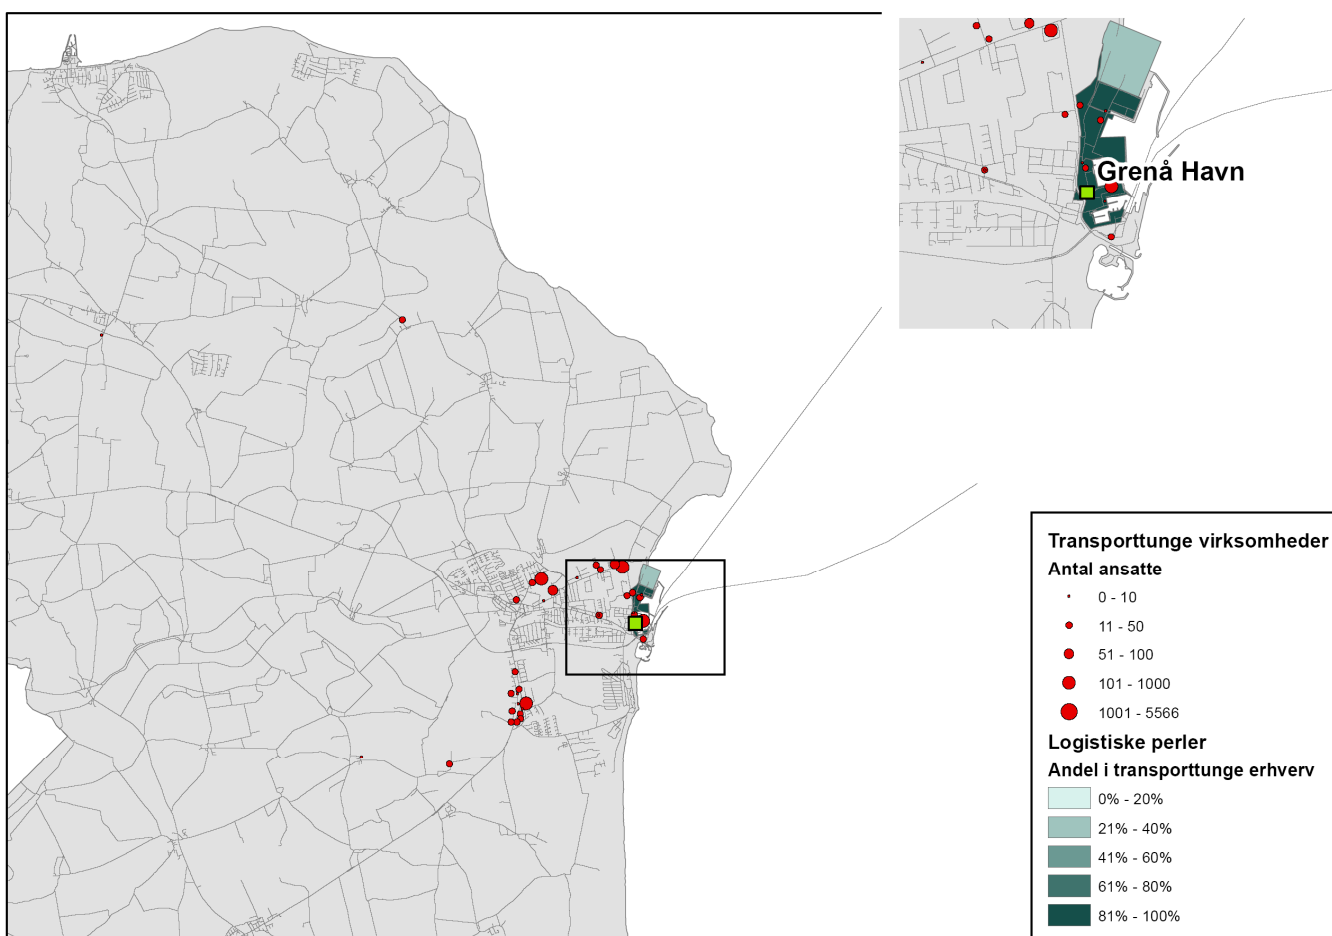 Grenå Havn
Transporttunge virksomheder
Antal ansatte
0 - 10
11 - 50
51 - 100
101 - 1000
1001 - 5566
Logistiske perler
Andel i transporttunge erhverv
0% - 20%
21% - 40%
41% - 60%
61% - 80%
81% - 100%